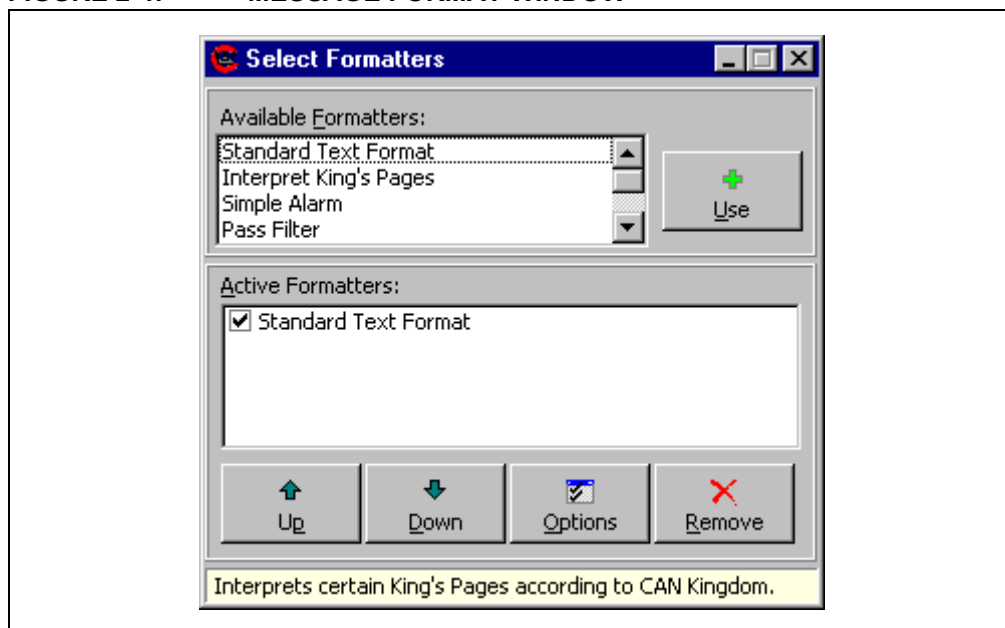 Select Formatters
Available Formatters:
Standard Text Format
Interpret King's Pages
Simple Alarm
Pass Filter
Use
Active Formatters:
Standard Text Format
Up
Down
Options
Remove
Interprets certain King's Pages according to CAN Kingdom.